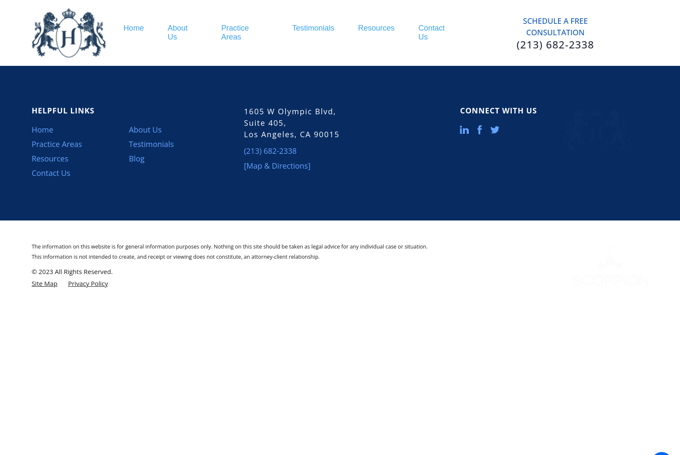 H
Home
About
Us
Practice
Areas
Testimonials
Resources
Contact
Us
SCHEDULE A FREE
CONSULTATION
(213) 682-2338
HELPFUL LINKS
Home
About Us
Practice Areas
Testimonials
Resources
Blog
Contact Us
1605 W Olympic Blvd,
Suite 405,
Los Angeles, CA 90015
(213) 682-2338
[Map & Directions]
CONNECT WITH US
The information on this website is for general information purposes only. Nothing on this site should be taken as legal advice for any individual case or situation.
This information is not intended to create, and receipt or viewing does not constitute, an attorney-client relationship.
© 2023 All Rights Reserved.
Site Map Privacy Policy